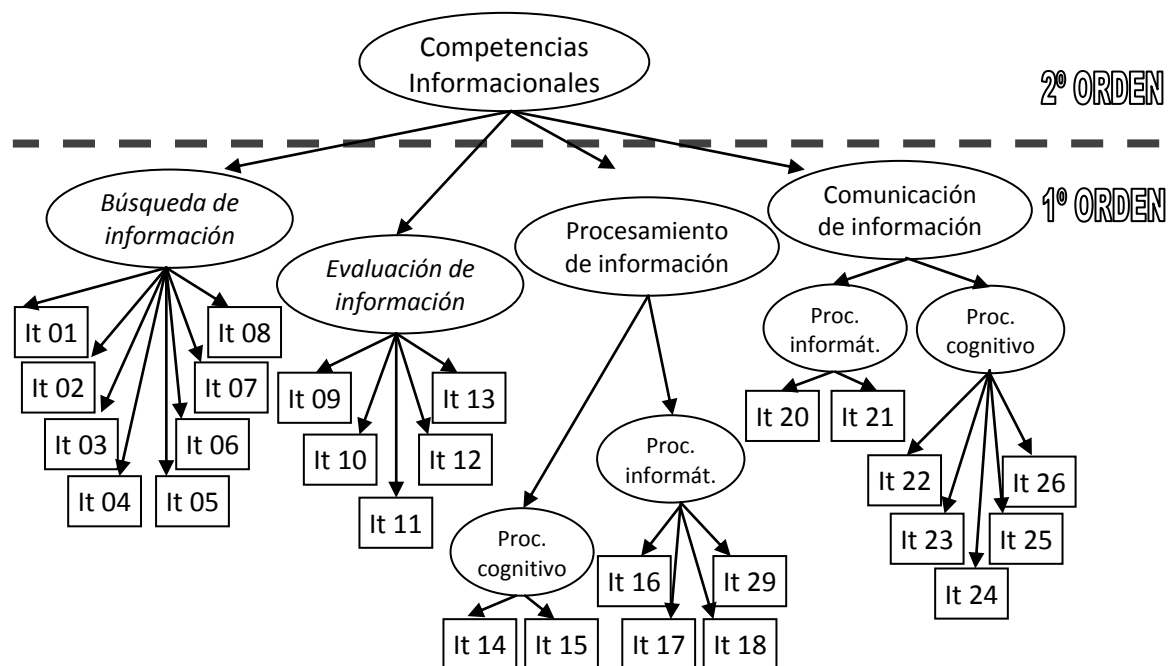 Competencias
Informacionales
2º ORDEN
1º ORDEN
Búsqueda de
información
Evaluación de
información
Procesamiento
de información
Comunicación
de información
It 01
It 02
It 03
It 04
It 05
It 06
It 07
It 08
It 09
It 10
It 11
It 12
It 13
Proc.
cognitivo
It 14
It 15
Proc.
informát.
It 16
It 17
It 18
It 29
Proc.
informát.
It 20
It 21
Proc.
cognitivo
It 22
It 23
It 24
It 25
It 26